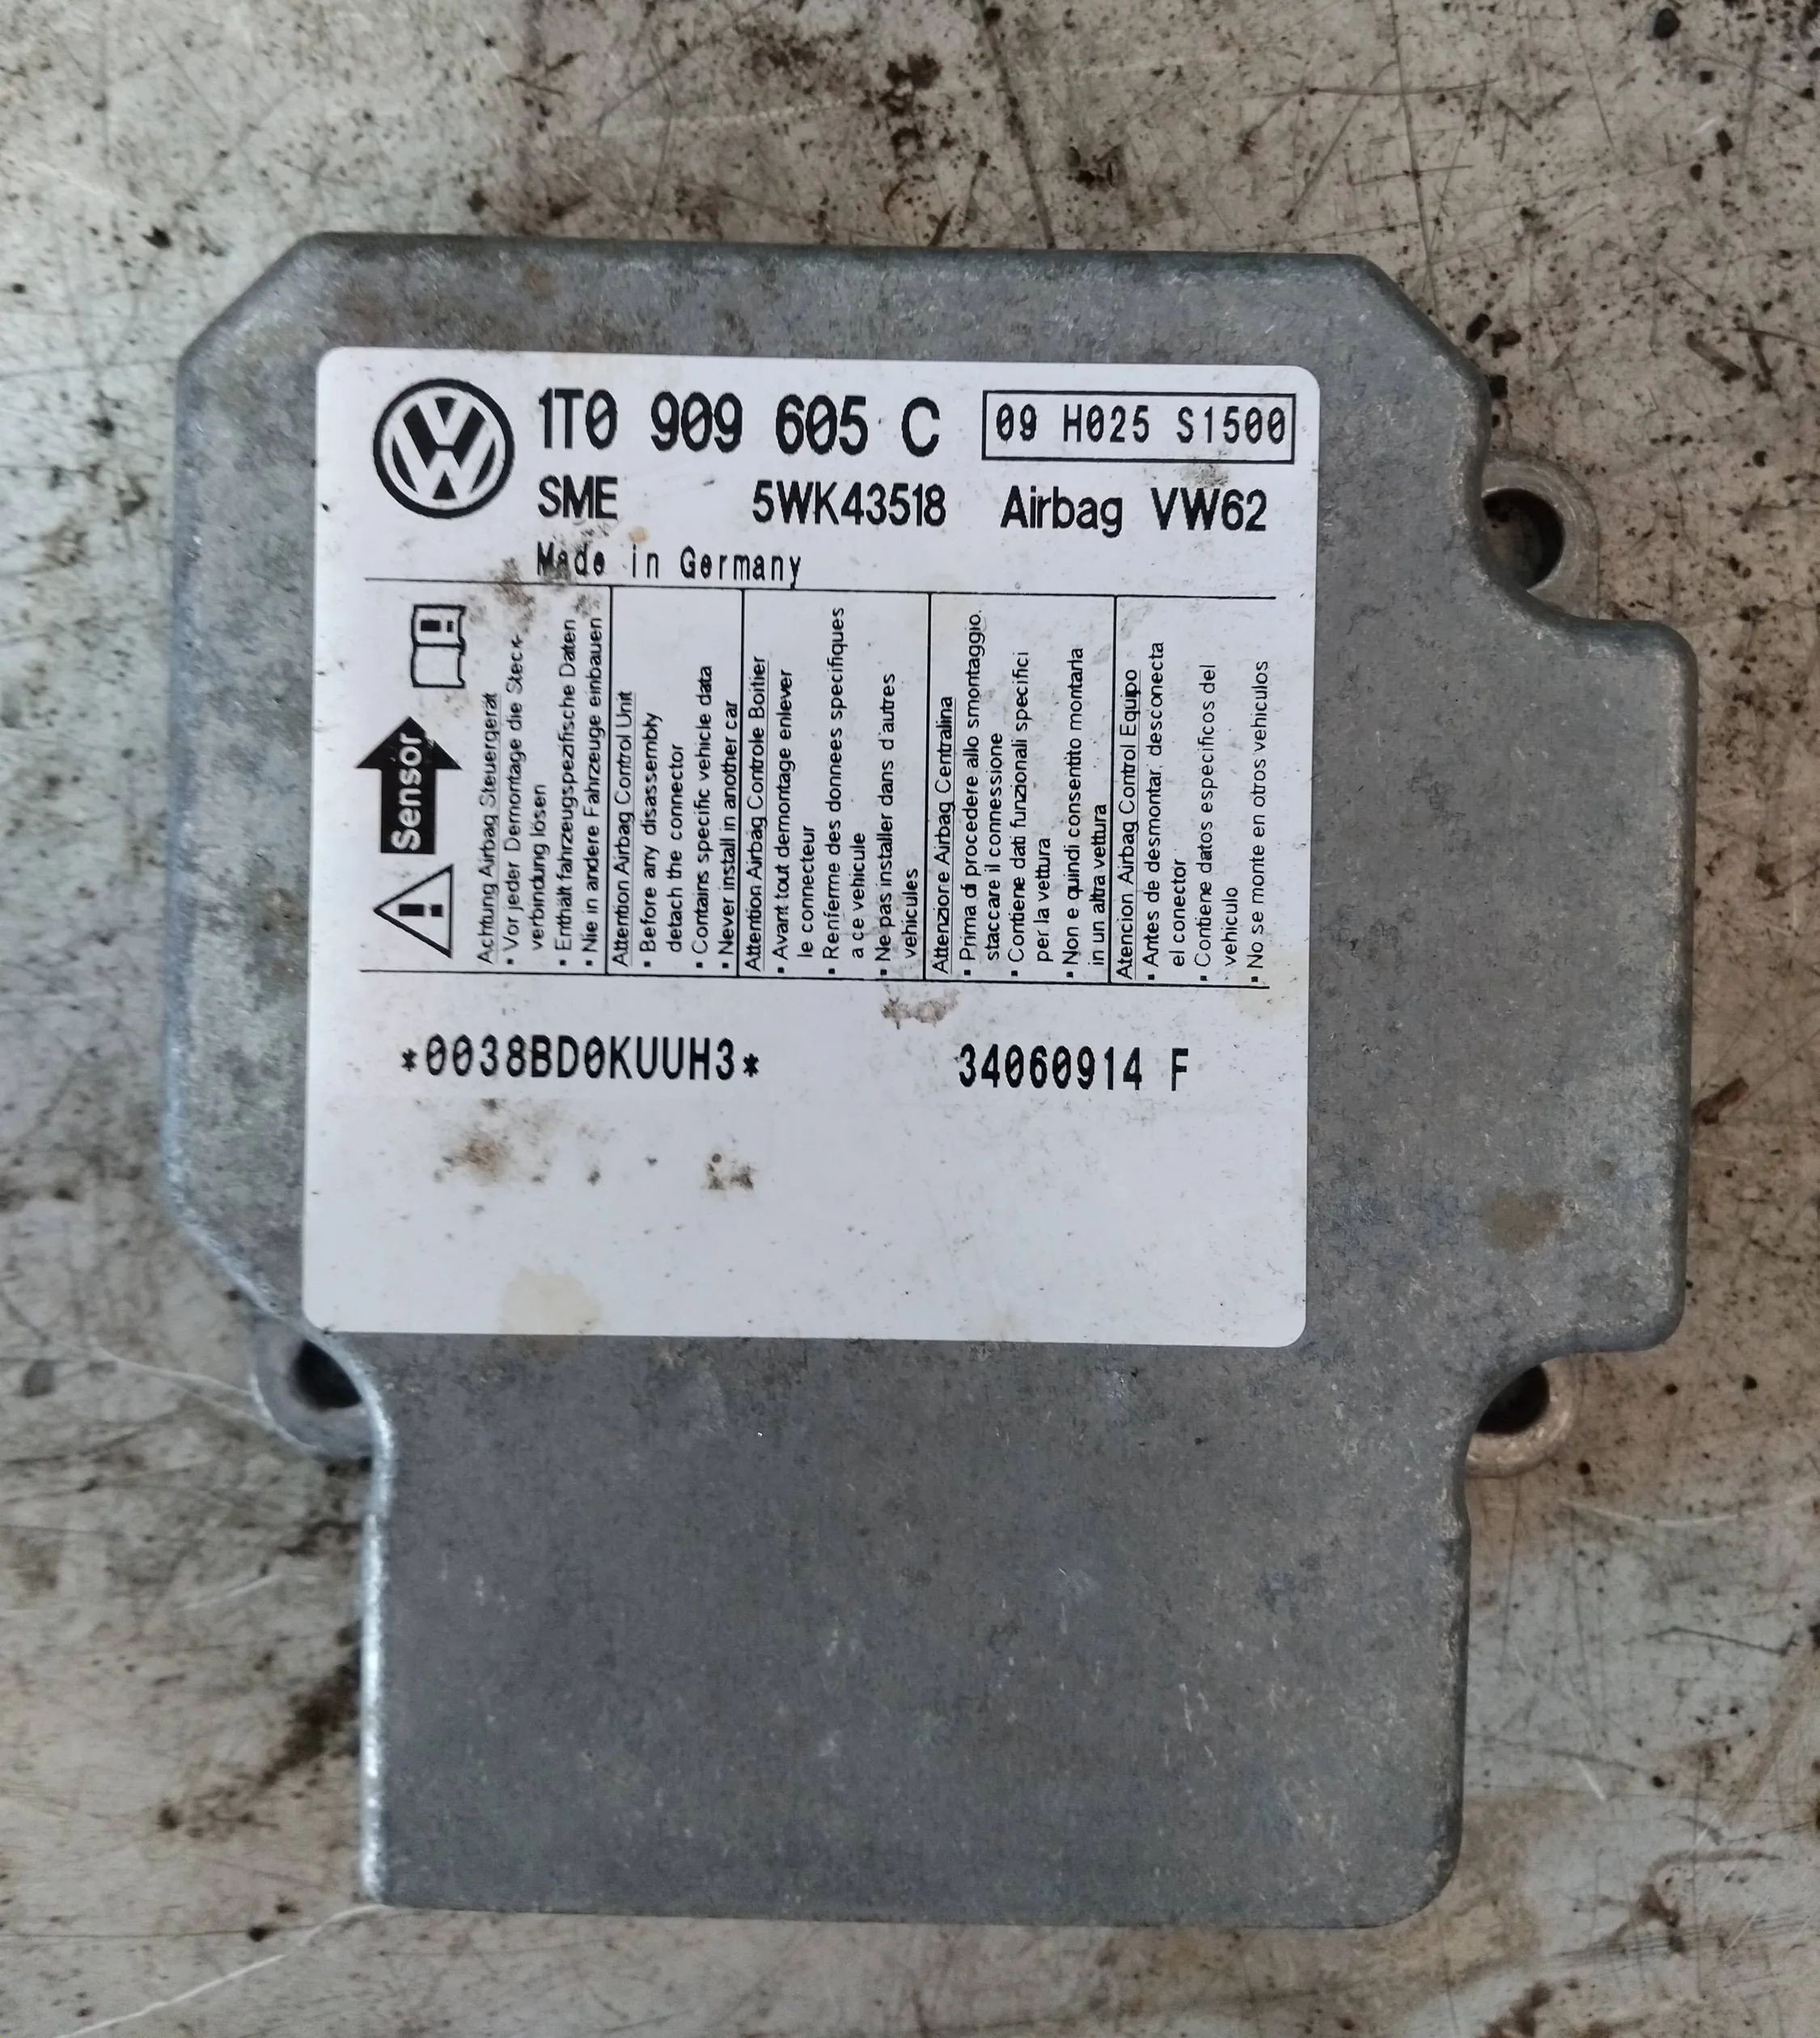 1T0 909 605 C
09 H025 S1500
SME 5WK43518 Airbag VW62
Made in Germany
Sensor
Achtung Airbag Steuergerät
• Vor jeder Demontage die Steck-
verbindung lösen
• Enthält fahrzeugspezifische Daten
• Nie in andere Fahrzeuge einbauen
Attention Airbag Control Unit
• Before any disassembly
detach the connector
• Contains specific vehicle data
• Never install in another car
Attention Airbag Controle Boitier
• Avant tout demontage enlever
le connecteur
• Renferme des donnees specifiques
a ce vehicule
• Ne pas installer dans d'autres
vehicules
Attenzione Airbag Centralina
• Prima di procedere allo smontaggio
staccare il connessione
• Contiene dati funzionali specifici
per la vettura
• Non e quindi consentito montarla
in un altra vettura
Atencion Airbag Control Equipo
• Antes de desmontar, desconecta
el conector
• Contiene datos especificos del
vehiculo
• No se monte en otros vehiculos
*0038BD0KUUH3*
34060914 F